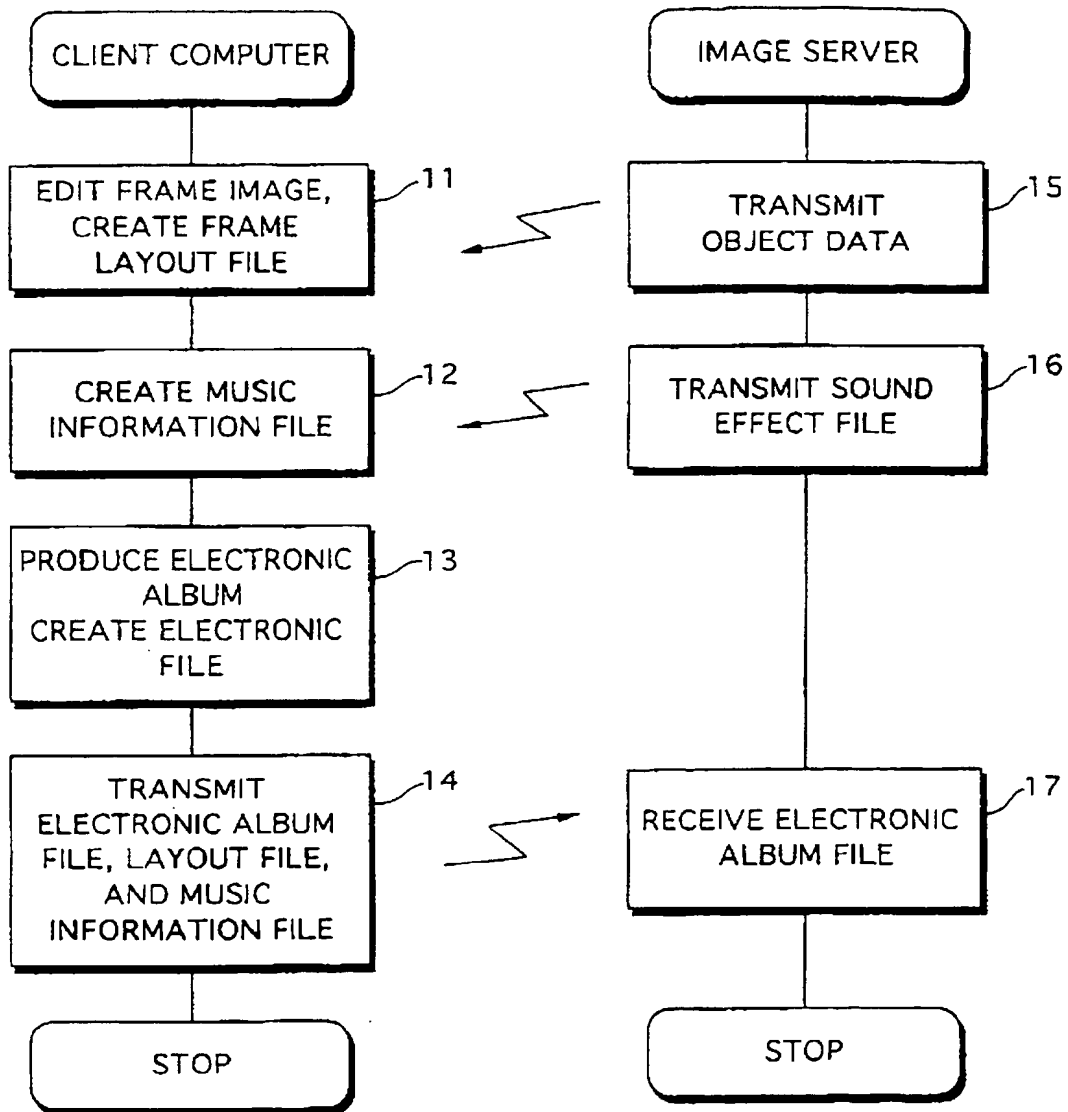 CLIENT COMPUTER
EDIT FRAME IMAGE,
CREATE FRAME
LAYOUT FILE
11
CREATE MUSIC
INFORMATION FILE
12
PRODUCE ELECTRONIC
ALBUM
CREATE ELECTRONIC
FILE
13
TRANSMIT
ELECTRONIC ALBUM
FILE, LAYOUT FILE,
AND MUSIC
INFORMATION FILE
14
STOP
IMAGE SERVER
TRANSMIT
OBJECT DATA
15
TRANSMIT SOUND
EFFECT FILE
16
RECEIVE ELECTRONIC
ALBUM FILE
17
STOP